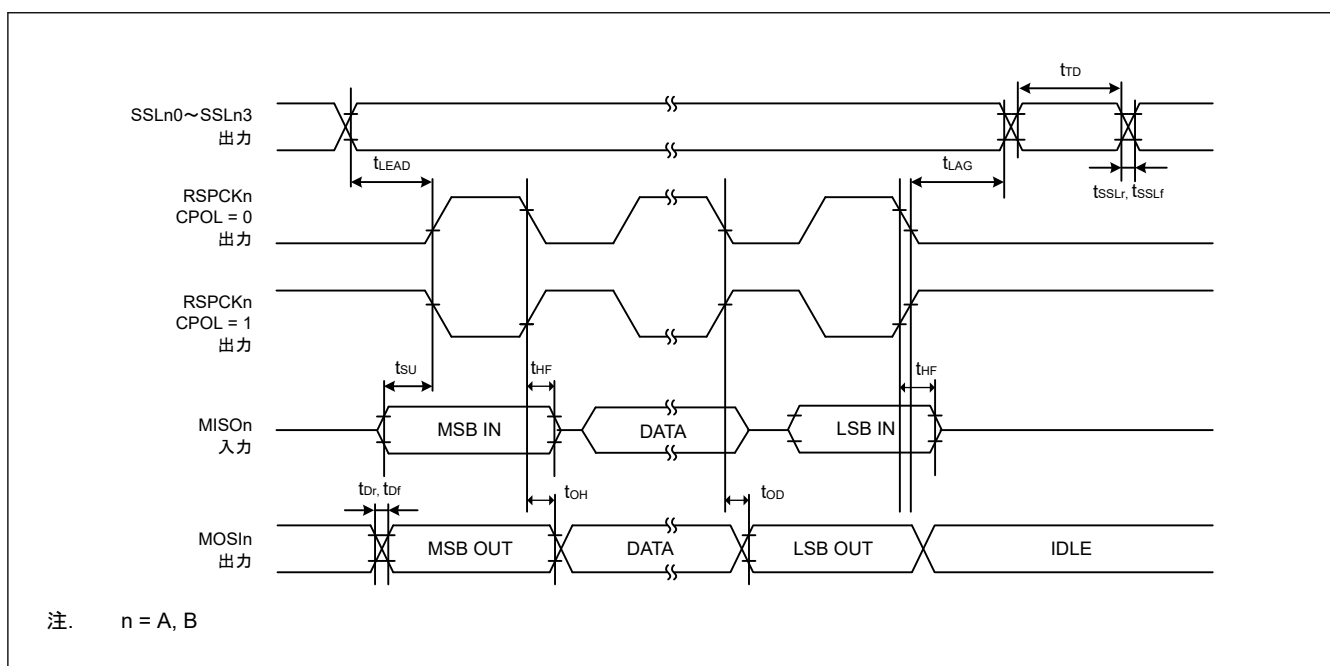 tTD
SSLn0～SSLn3
出力
tLEAD
tLAG
tSSLr, tSSLf
RSPCKn
CPOL = 0
出力
RSPCKn
CPOL = 1
出力
tSU
tHF
tHF
MISOn
入力
MSB IN
DATA
LSB IN
tDr, tDf
tOH
tOD
MOSIn
出力
MSB OUT
DATA
LSB OUT
IDLE
注. n = A, B